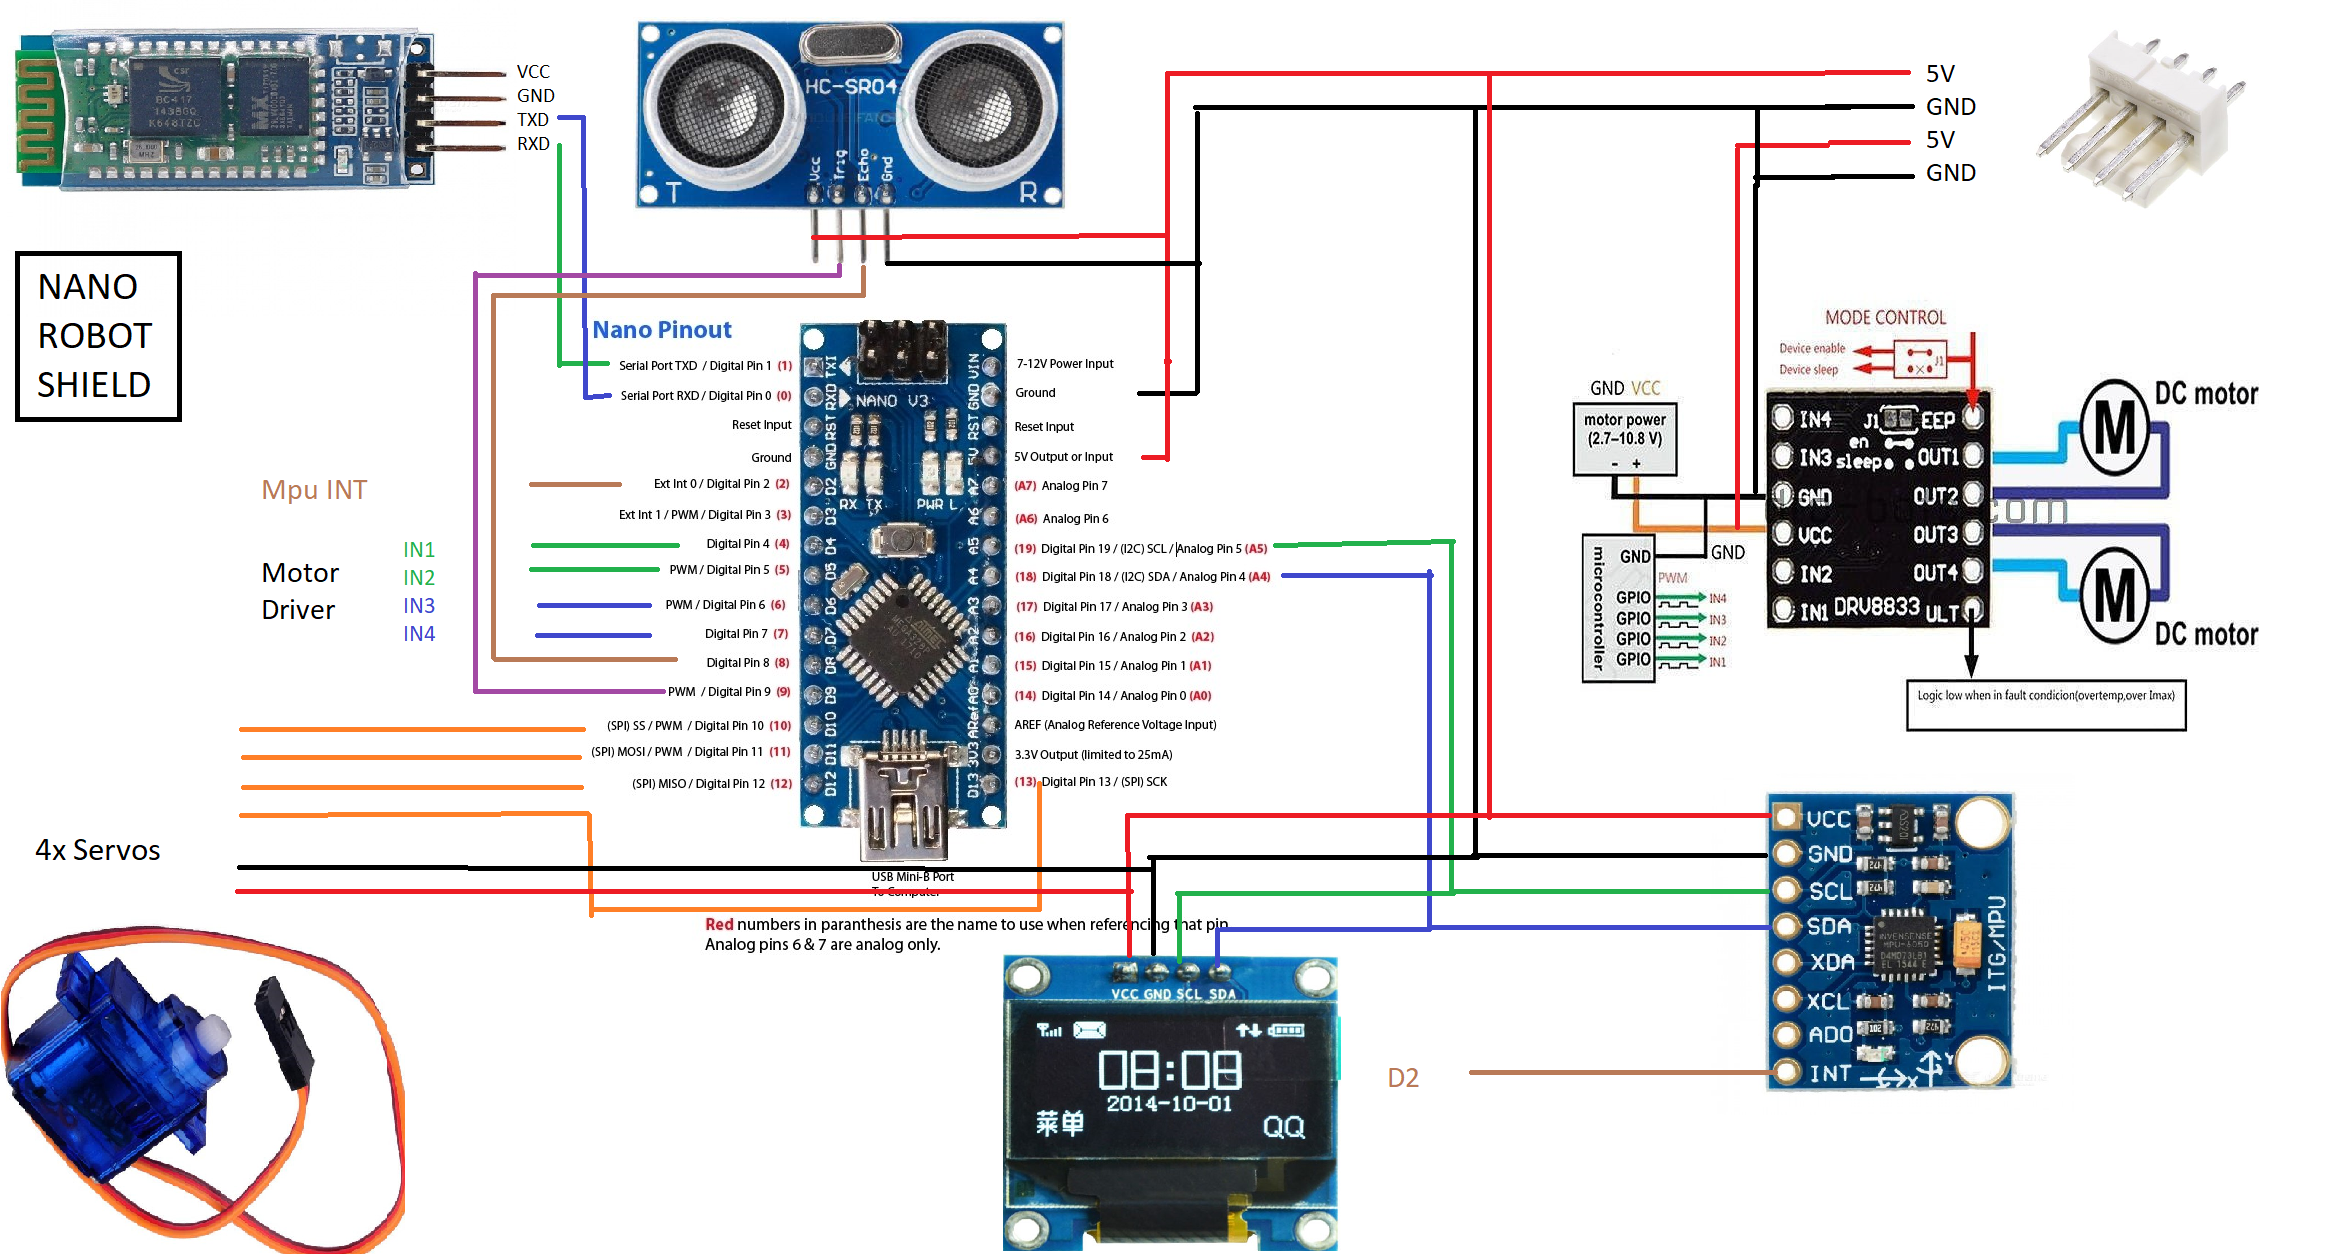 VCC
GND
TXD
RXD
HC-SR04
Vcc
Trig
Echo
Gnd
T
R
5V
GND
5V
GND
NANO
ROBOT
SHIELD
Nano Pinout
Serial Port TXD / Digital Pin 1 (1)
Serial Port RXD / Digital Pin 0 (0)
Reset Input
Ground
Ext Int 0 / Digital Pin 2 (2)
Ext Int 1 / PWM / Digital Pin 3 (3)
Digital Pin 4 (4)
PWM / Digital Pin 5 (5)
PWM / Digital Pin 6 (6)
Digital Pin 7 (7)
Digital Pin 8 (8)
PWM / Digital Pin 9 (9)
(SPI) SS / PWM / Digital Pin 10 (10)
(SPI) MOSI / PWM / Digital Pin 11 (11)
(SPI) MISO / Digital Pin 12 (12)
Mpu INT
Motor
Driver
IN1
IN2
IN3
IN4
4x Servos
NANO V3
TX1
RXD
RST
GND
D2
D3
D4
D5
D6
D7
D8
D9
D10
D11
D12
VIN
GND
RST
5V
A7
A6
A5
A4
A3
A2
A1
A0
ARef
3V3
D13
RX TX
PWR L
7-12V Power Input
Ground
Reset Input
5V Output or Input
(A7) Analog Pin 7
(A6) Analog Pin 6
(19) Digital Pin 19 / (I2C) SCL / Analog Pin 5 (A5)
(18) Digital Pin 18 / (I2C) SDA / Analog Pin 4 (A4)
(17) Digital Pin 17 / Analog Pin 3 (A3)
(16) Digital Pin 16 / Analog Pin 2 (A2)
(15) Digital Pin 15 / Analog Pin 1 (A1)
(14) Digital Pin 14 / Analog Pin 0 (A0)
AREF (Analog Reference Voltage Input)
3.3V Output (limited to 25mA)
(13) Digital Pin 13 / (SPI) SCK
USB Mini-B Port
To Computer
Red numbers in paranthesis are the name to use when referencing that pin
Analog pins 6 & 7 are analog only.
MODE CONTROL
Device enable
Device sleep
J1
GND VCC
motor power
(2.7–10.8 V)
- +
microcontroller
GND
GND
PWM
GPIO IN4
GPIO IN3
GPIO IN2
GPIO IN1
IN4
IN3
GND
VCC
IN2
IN1
J1
en
sleep
EEP
OUT1
OUT2
OUT3
OUT4
ULT
DRV8833
com
M
DC motor
M
DC motor
Logic low when in fault condicion(overtemp,over Imax)
VCC
GND
SCL
SDA
XDA
XCL
ADO
INT
ITG/MPU
X
Y
D2
VCC GND SCL SDA
08:08
2014-10-01
菜单
QQ